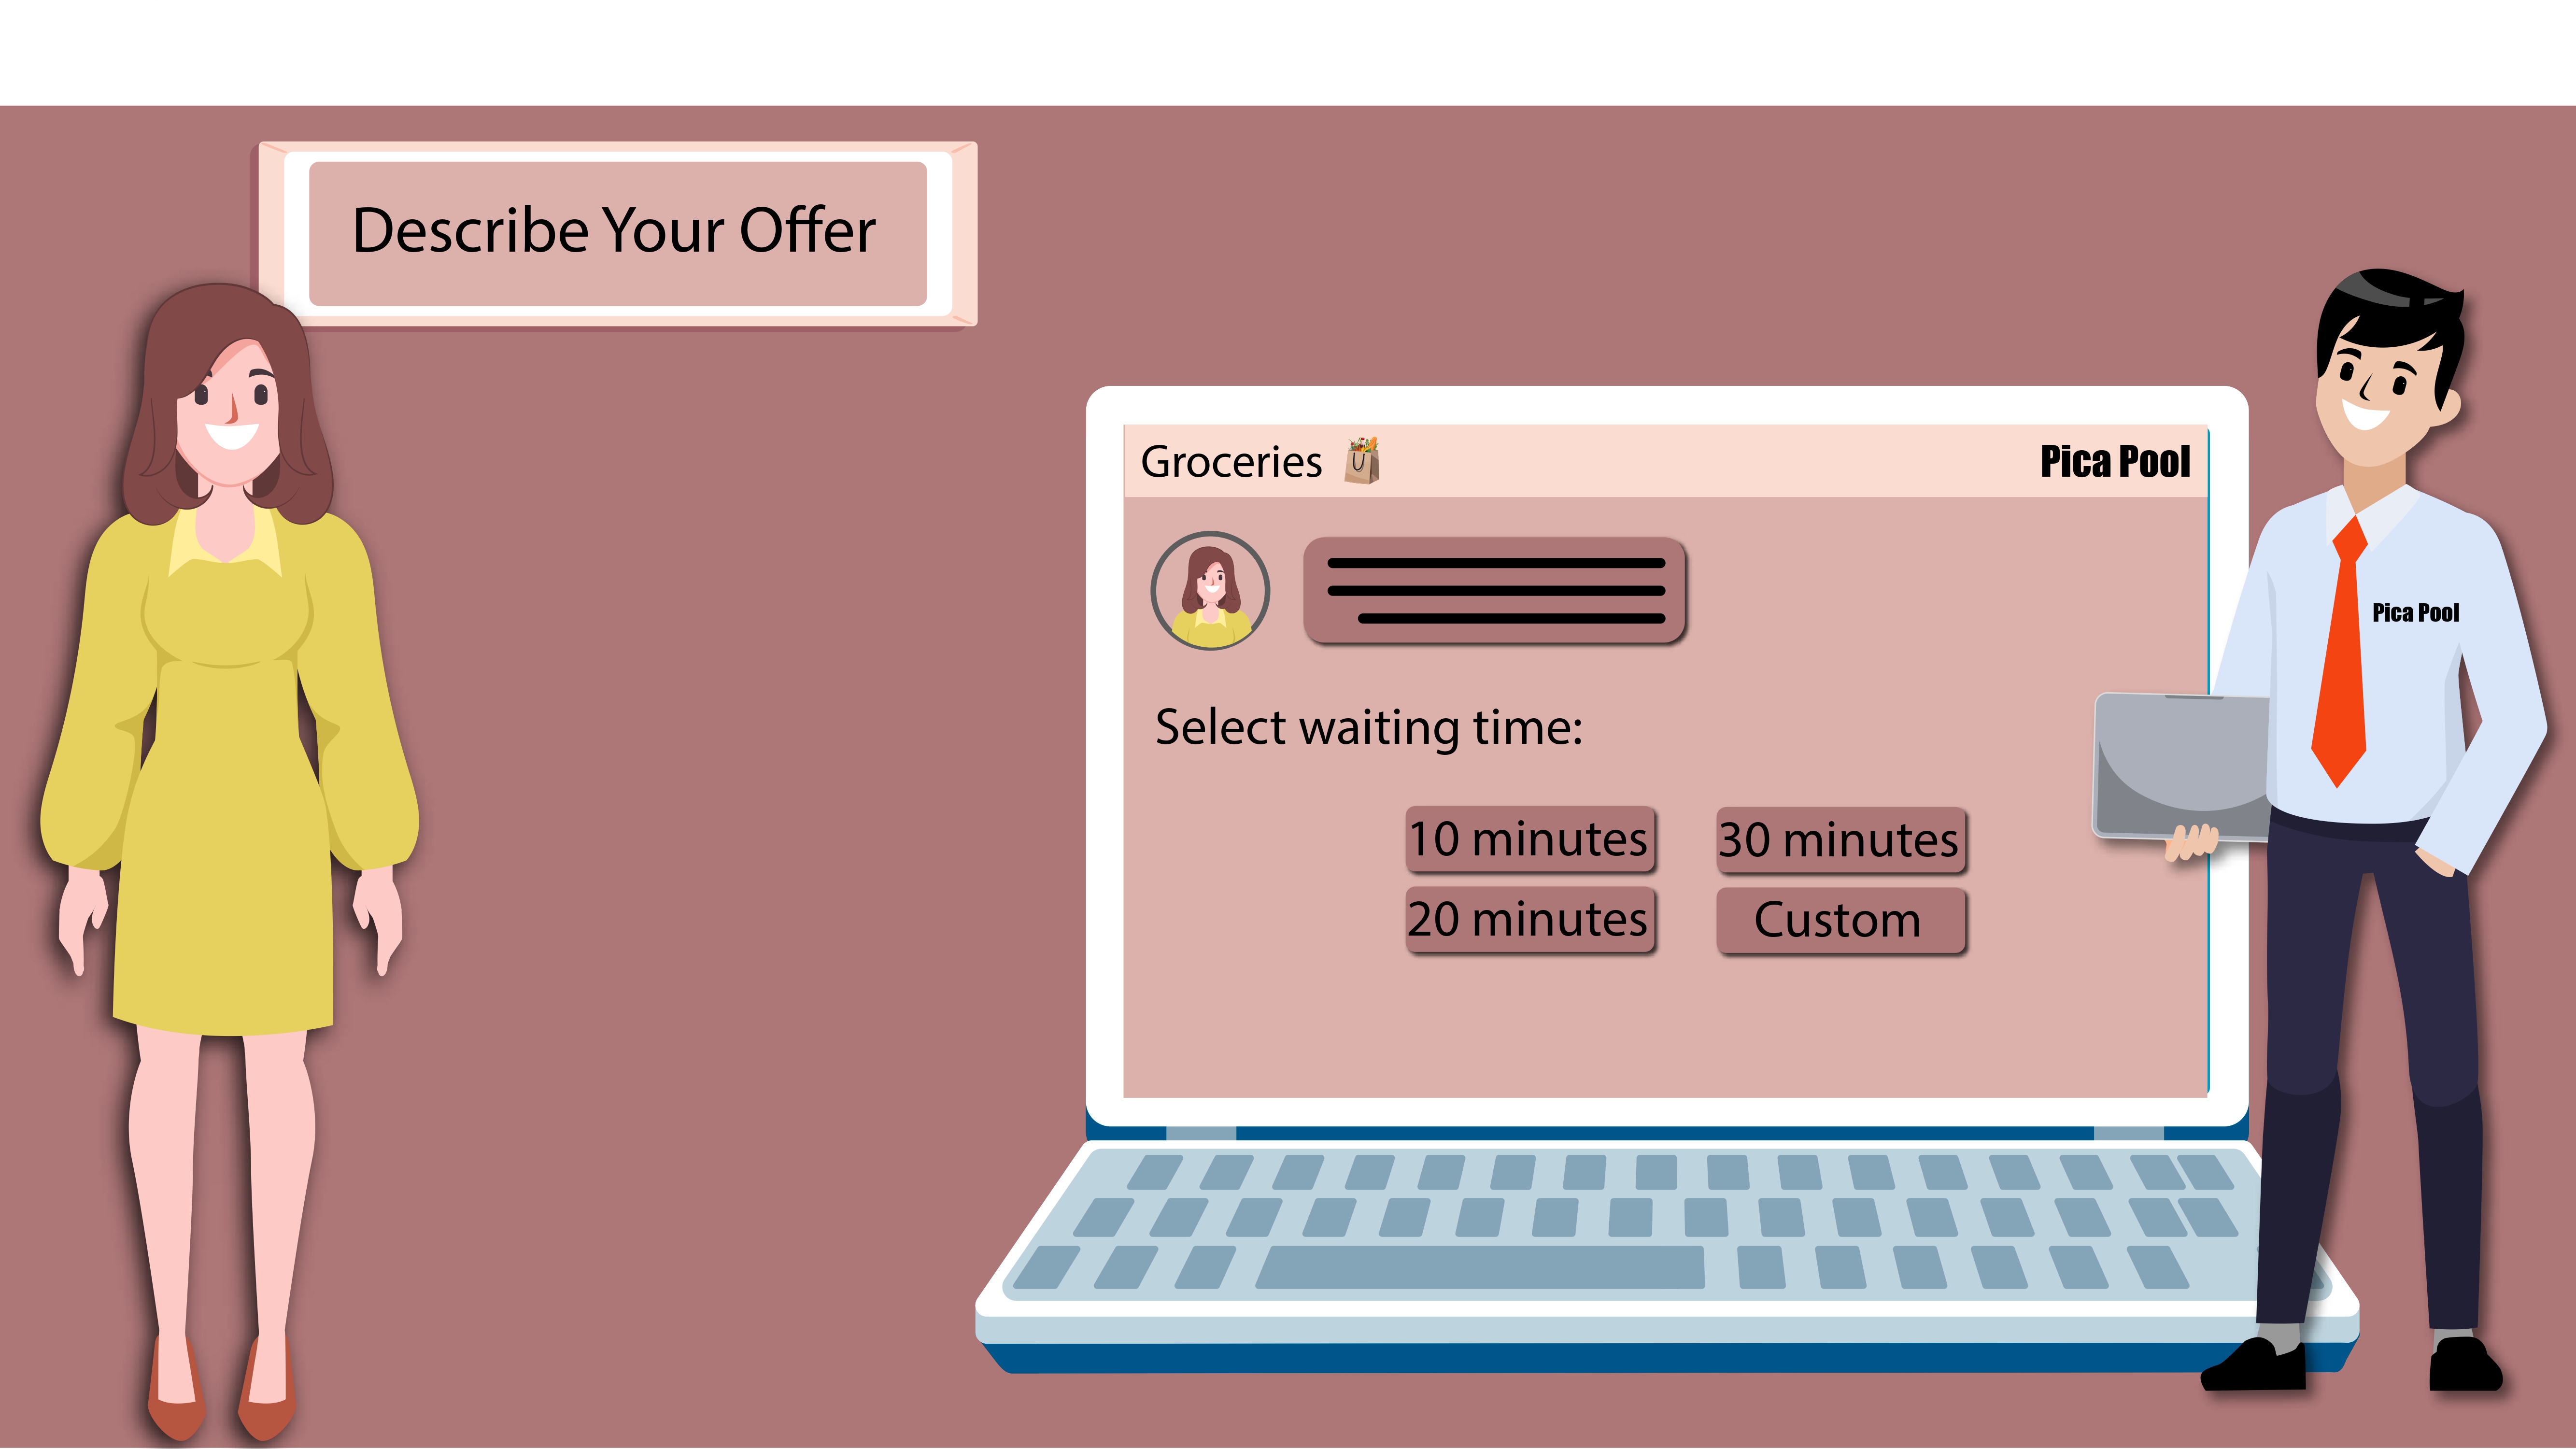 Describe Your Offer
Groceries
Pica Pool
Select waiting time:
10 minutes
30 minutes
20 minutes
Custom
Pica Pool